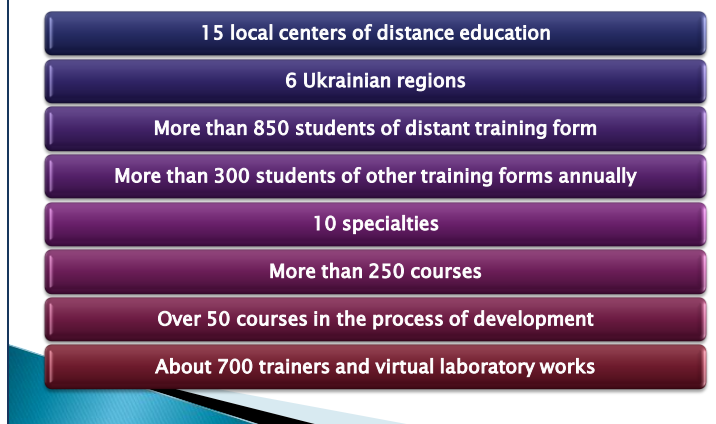 15 local centers of distance education
6 Ukrainian regions
More than 850 students of distant training form
More than 300 students of other training forms annually
10 specialties
More than 250 courses
Over 50 courses in the process of development
About 700 trainers and virtual laboratory works